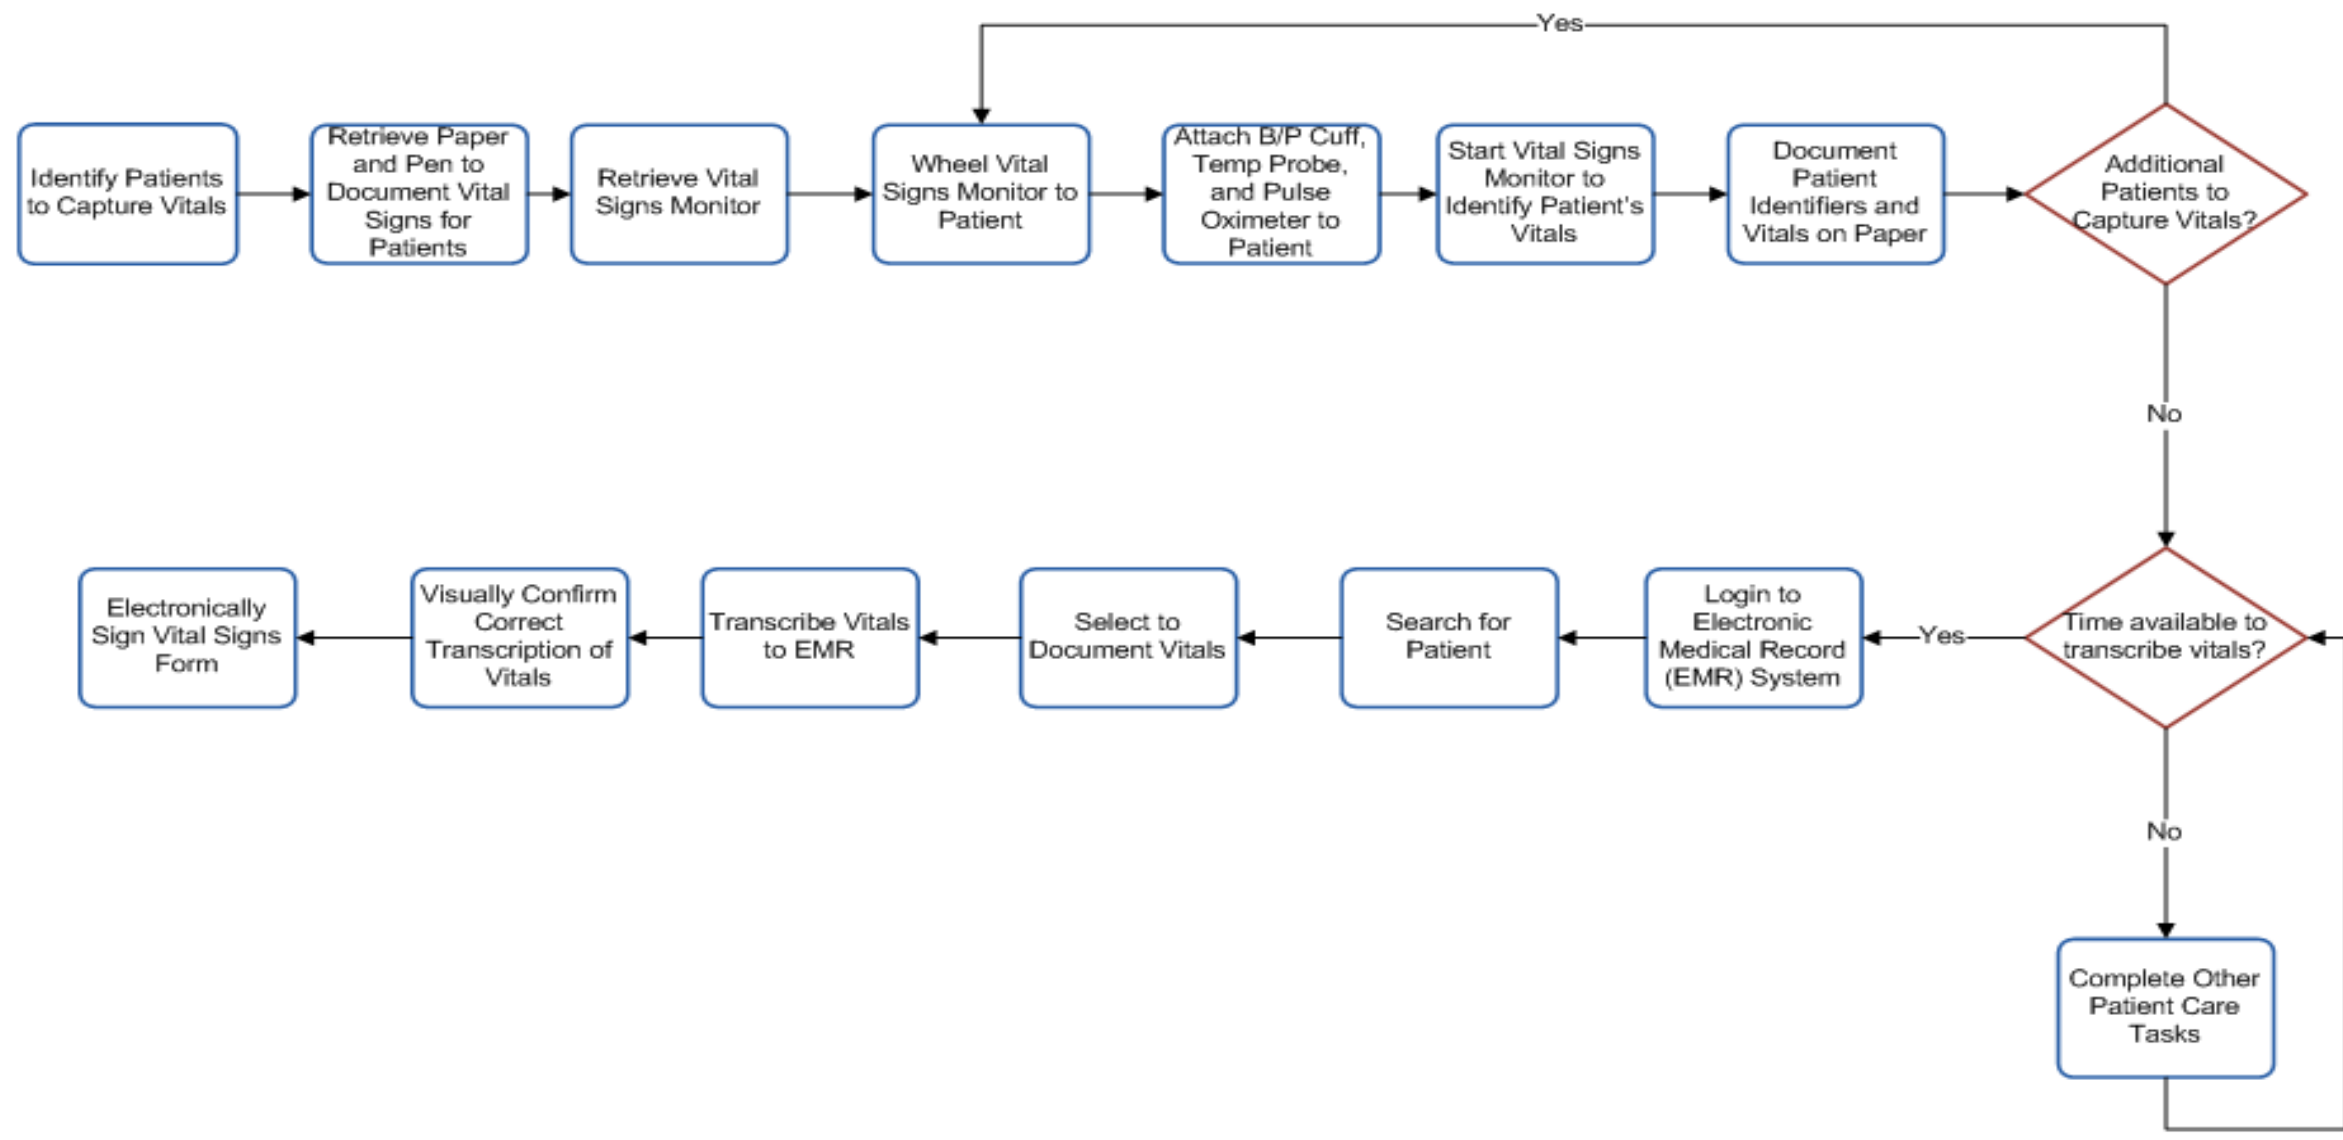 Yes
Identify Patients
to Capture Vitals
Retrieve Paper
and Pen to
Document Vital
Signs for
Patients
Retrieve Vital
Signs Monitor
Wheel Vital
Signs Monitor to
Patient
Attach B/P Cuff,
Temp Probe,
and Pulse
Oximeter to
Patient
Start Vital Signs
Monitor to
Identify Patient's
Vitals
Document
Patient
Identifiers and
Vitals on Paper
Additional
Patients to
Capture Vitals?
No
Time available to
transcribe vitals?
Yes
Login to
Electronic
Medical Record
(EMR) System
Search for
Patient
Select to
Document Vitals
Transcribe Vitals
to EMR
Visually Confirm
Correct
Transcription of
Vitals
Electronically
Sign Vital Signs
Form
No
Complete Other
Patient Care
Tasks